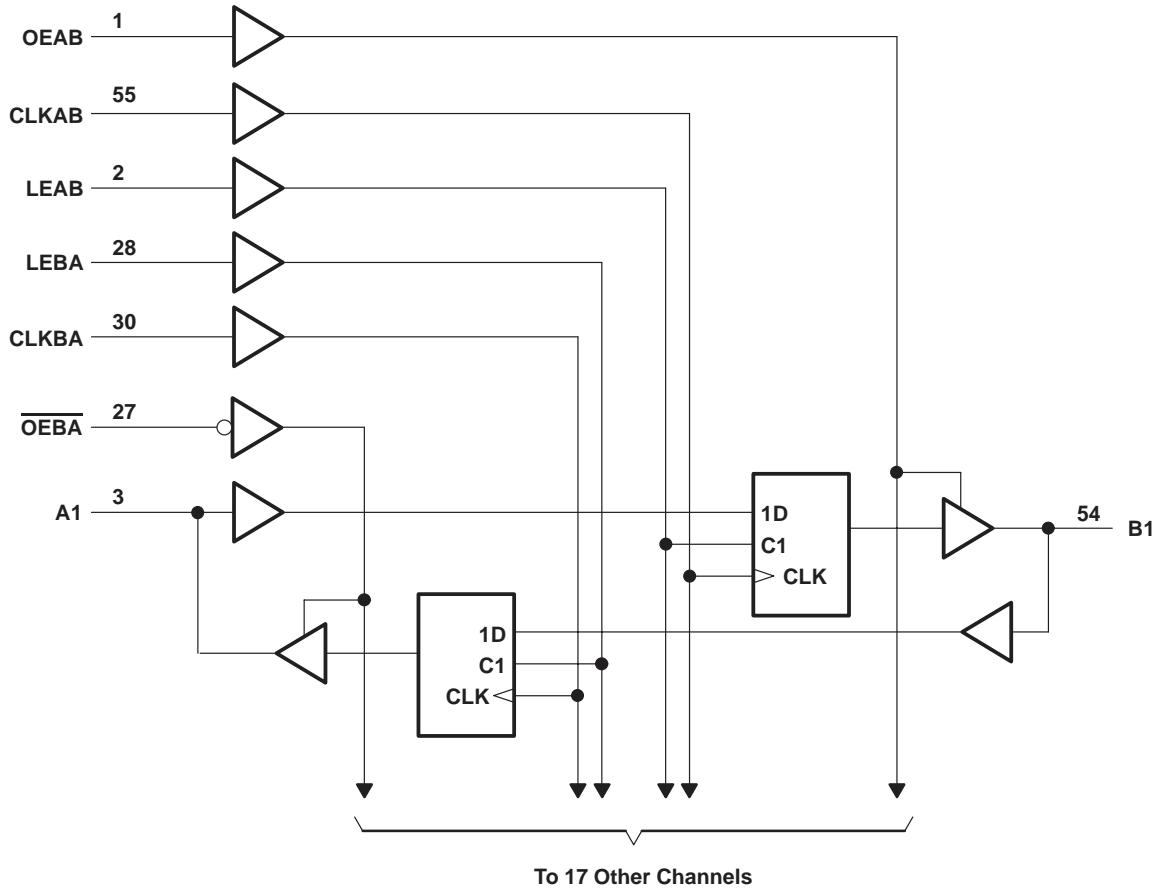 OEAB 1
CLKAB 55
LEAB 2
LEBA 28
CLKBA 30
OEBA 27
A1 3
1D
C1
CLK
54 B1
1D
C1
CLK
To 17 Other Channels